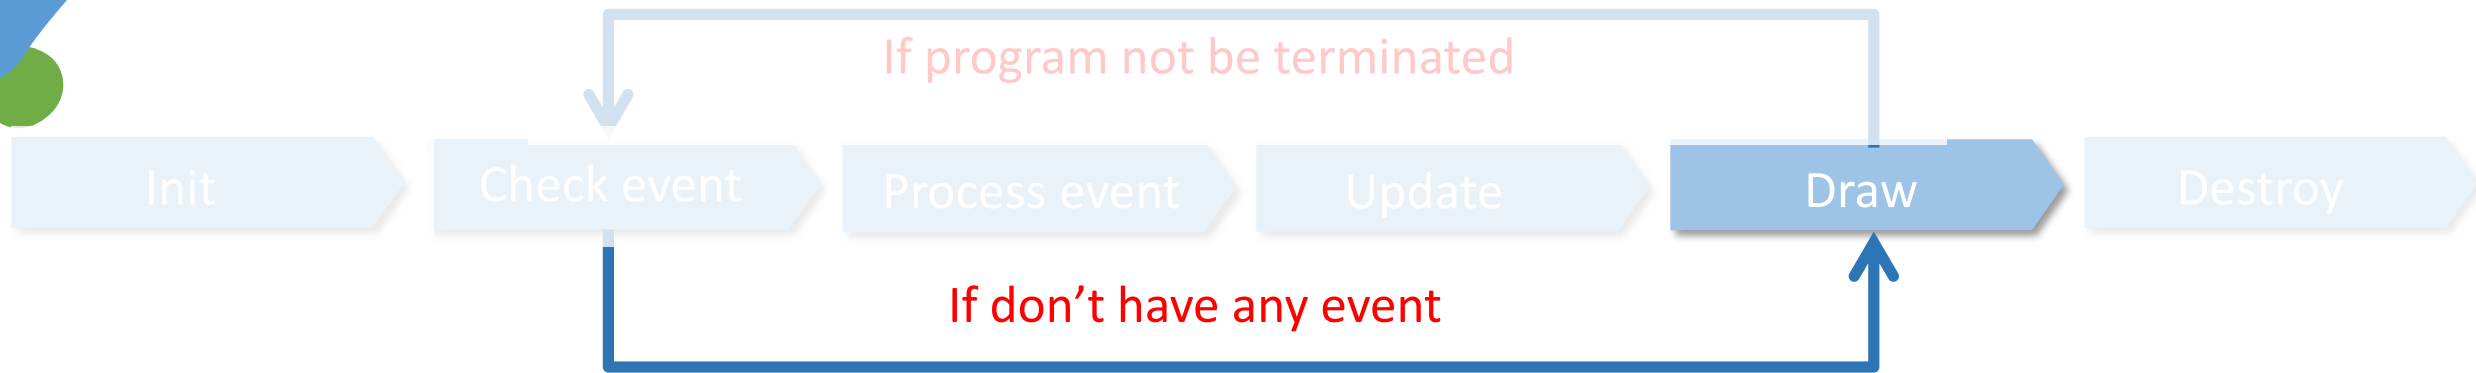 If program not be terminated
Init
Check event
Process event
Update
Draw
Destroy
If don’t have any event